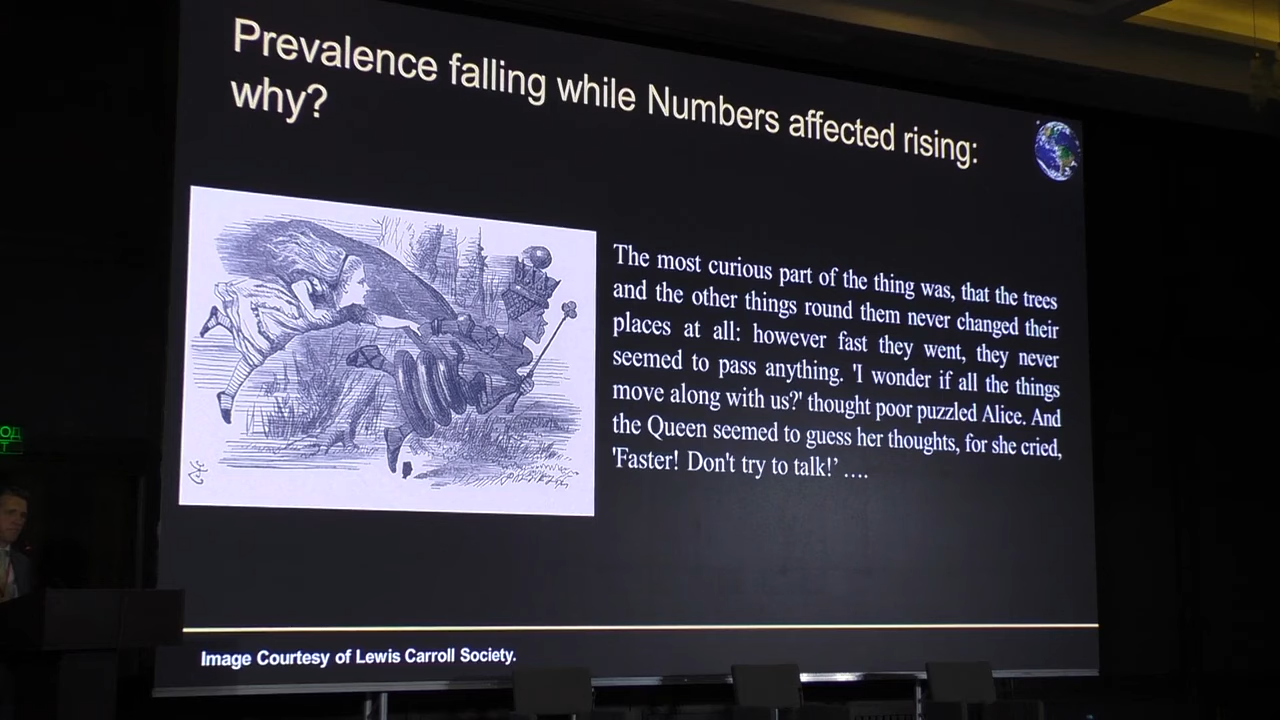 Prevalence falling while Numbers affected rising:
why?
The most curious part of the thing was, that the trees
and the other things round them never changed their
places at all: however fast they went, they never
seemed to pass anything. 'I wonder if all the things
move along with us?' thought poor puzzled Alice. And
the Queen seemed to guess her thoughts, for she cried,
'Faster! Don't try to talk!’ ….
Image Courtesy of Lewis Carroll Society.